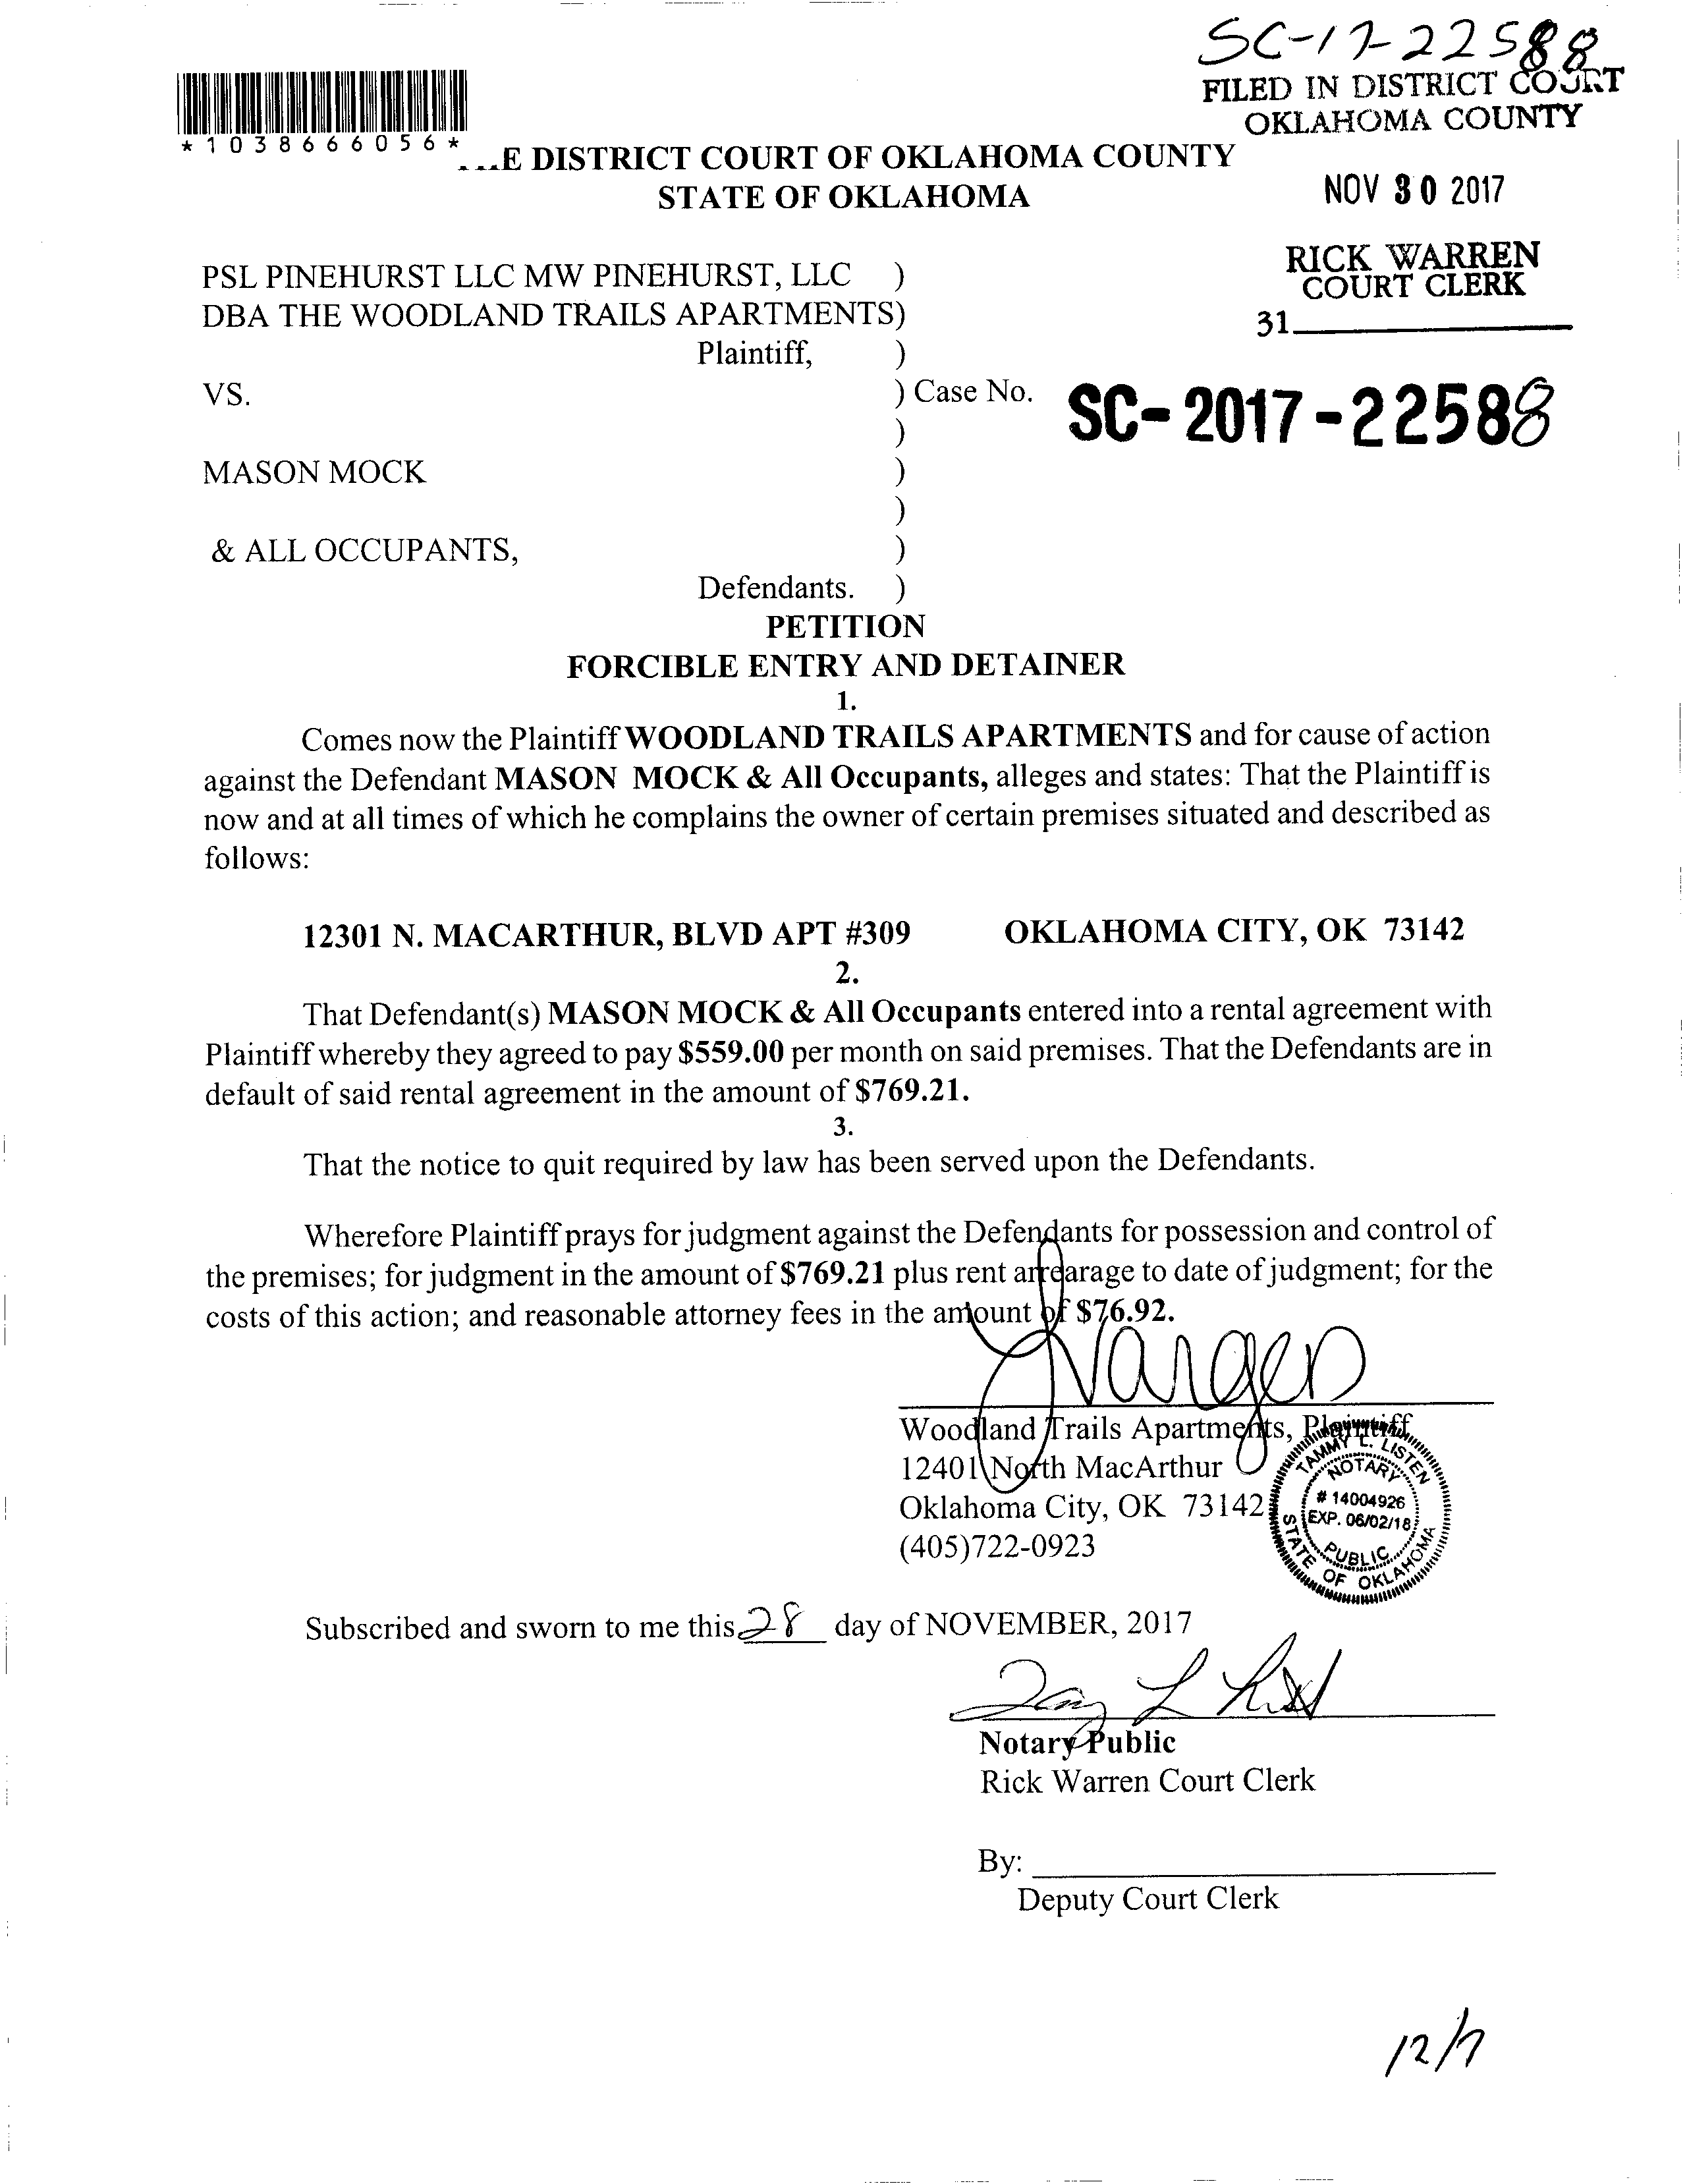 SC-17-22588
FILED IN DISTRICT COURT
OKLAHOMA COUNTY
*1038666056*
E DISTRICT COURT OF OKLAHOMA COUNTY
STATE OF OKLAHOMA
NOV 30 2017
RICK WARREN
COURT CLERK
31
PSL PINEHURST LLC MW PINEHURST, LLC )
DBA THE WOODLAND TRAILS APARTMENTS)
Plaintiff, )
VS. ) Case No. SC-2017-22588
)
MASON MOCK )
)
& ALL OCCUPANTS, )
Defendants. )
PETITION
FORCIBLE ENTRY AND DETAINER
1.
Comes now the Plaintiff WOODLAND TRAILS APARTMENTS and for cause of action
against the Defendant MASON MOCK & All Occupants, alleges and states: That the Plaintiff is
now and at all times of which he complains the owner of certain premises situated and described as
follows:
12301 N. MACARTHUR, BLVD APT #309 OKLAHOMA CITY, OK 73142
2.
That Defendant(s) MASON MOCK & All Occupants entered into a rental agreement with
Plaintiff whereby they agreed to pay $559.00 per month on said premises. That the Defendants are in
default of said rental agreement in the amount of $769.21.
3.
That the notice to quit required by law has been served upon the Defendants.
Wherefore Plaintiff prays for judgment against the Defendants for possession and control of
the premises; for judgment in the amount of $769.21 plus rent arrearage to date of judgment; for the
costs of this action; and reasonable attorney fees in the amount of $76.92.
Woodland Trails Apartments, Plaintiff
12401 North MacArthur
Oklahoma City, OK 73142
(405)722-0923
TAMMY L. LISTEN
NOTARY
# 14004926
EXP. 06/02/18
PUBLIC
STATE OF OKLAHOMA
Subscribed and sworn to me this 28 day of NOVEMBER, 2017
Notary Public
Rick Warren Court Clerk
By:
Deputy Court Clerk
12/7